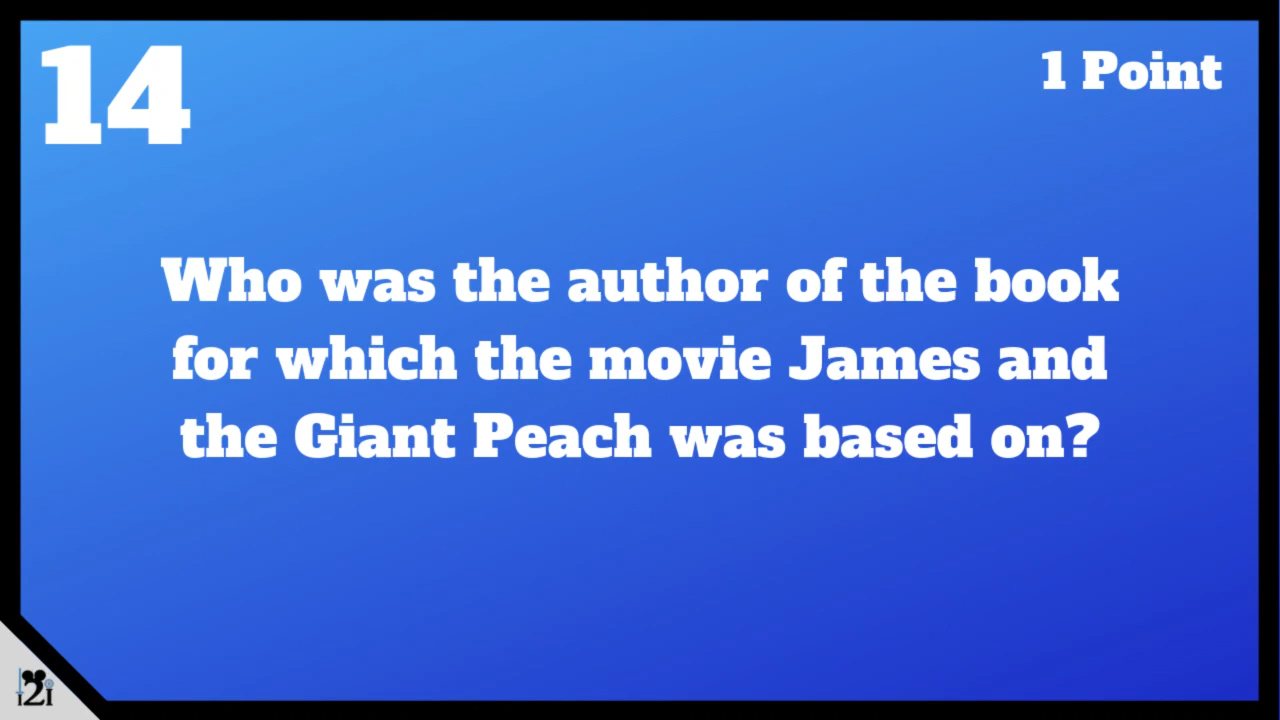 14
1 Point
Who was the author of the book
for which the movie James and
the Giant Peach was based on?
121